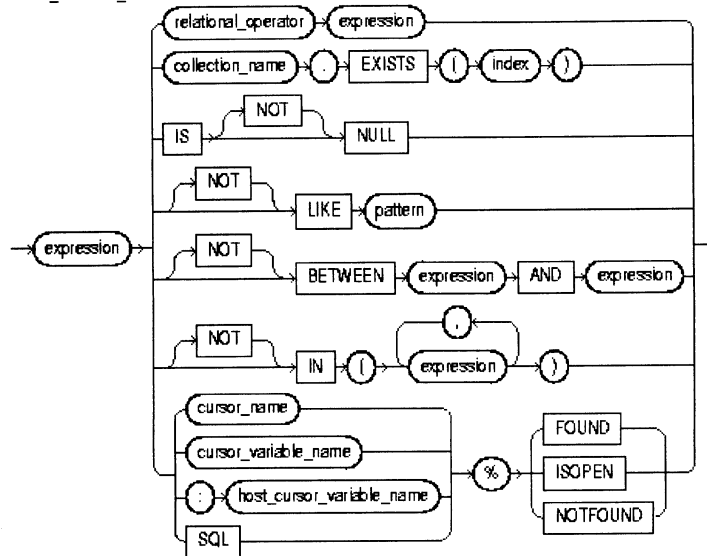 relational_operator expression
collection_name . EXISTS ( index )
NOT
IS NULL
NOT
LIKE pattern
expression
NOT
BETWEEN expression AND expression
,
NOT
IN ( expression )
cursor_name
FOUND
cursor_variable_name
% ISOPEN
: host_cursor_variable_name
NOTFOUND
SQL